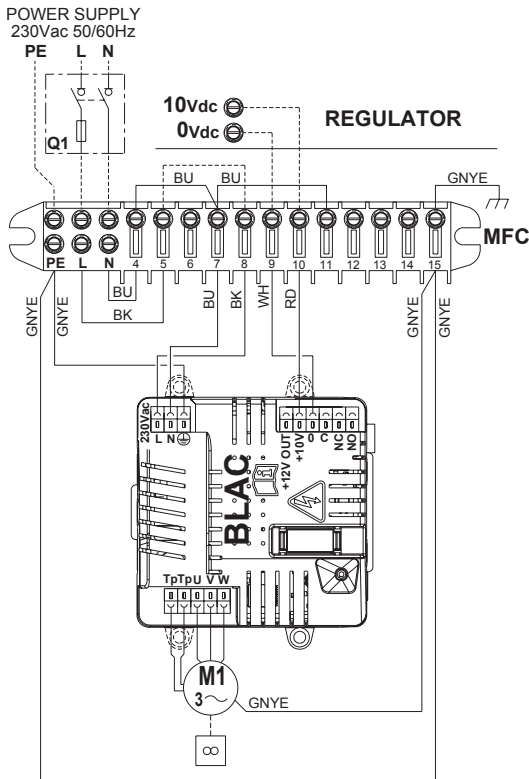 POWER SUPPLY
230Vac 50/60Hz
PE L N
Q1
10Vdc
0Vdc
REGULATOR
BU BU GNYE
MFC
PE L N 4 5 6 7 8 9 10 11 12 13 14 15
GNYE GNYE BU BK BU BK WH RD GNYE GNYE
230Vac
L N
+12V OUT
+10V
0
C
NC
NO
BLAC
Tp Tp U V W
M1
3~
GNYE
8